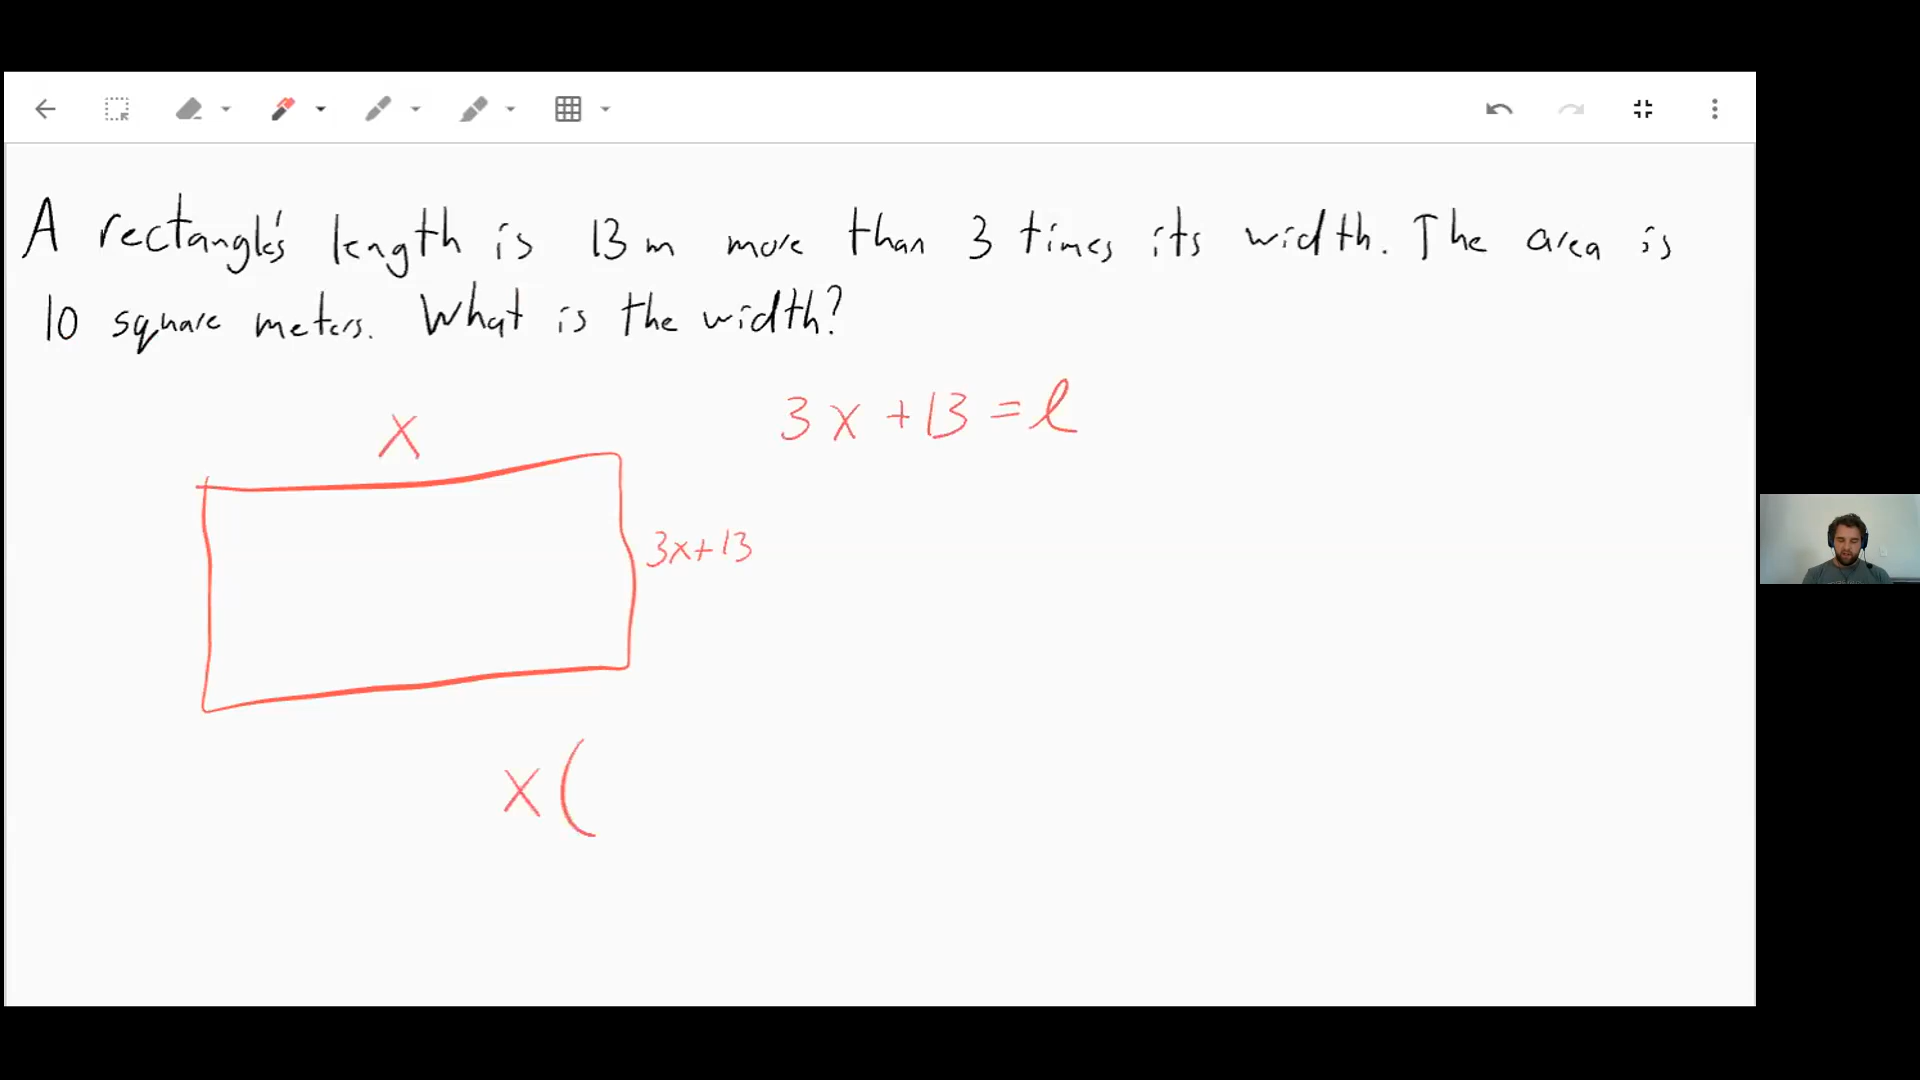 A rectangle's length is 13 m more than 3 times its width. The area is
10 square meters. What is the width?
x
3x + 13 = l
3x+13
x (